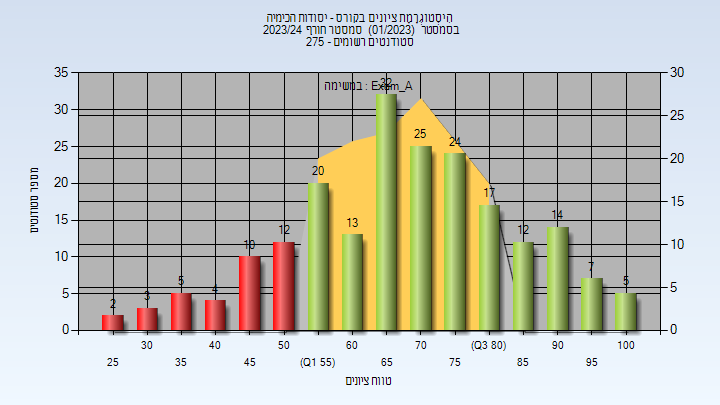 הִיסְטוֹגְרָמַת ציונים בקורס - יסודות הכימיה
בסמסטר (01/2023) סמסטר חורף 2023/24
סטודנטים רשומים - 275
במשימה : Exam_A
מספר סטודנטים
35 30 25 20 15 10 5 0
30 25 20 15 10 5 0
2 3 5 4 10 12 20 13 32 25 24 17 12 14 7 5
30 40 50 60 70 (Q3 80) 90 100
25 35 45 (Q1 55) 65 75 85 95
טווח ציונים